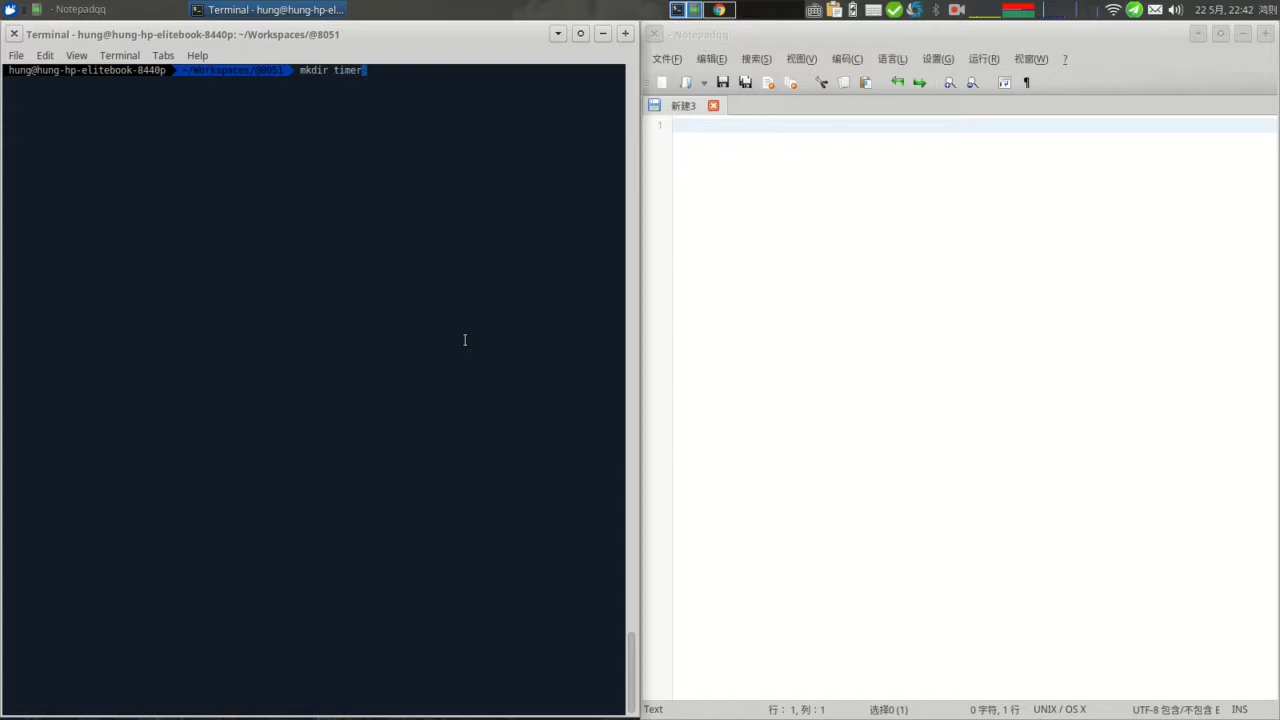 - Notepadqq
Terminal - hung@hung-hp-el...
22 5月, 22:42
Terminal - hung@hung-hp-elitebook-8440p: ~/Workspaces/@8051
File Edit View Terminal Tabs Help
hung@hung-hp-elitebook-8440p ~/Workspaces/@8051 mkdir timer
- Notepadqq
文件(F) 编辑(E) 搜索(S) 视图(V) 编码(C) 语言(L) 设置(G) 运行(R) 视窗(W) ?
新建3
1
Text 行： 1, 列：1 选择0 (1) 0 字符, 1 行 UNIX / OS X UTF-8 包含/不包含 E INS